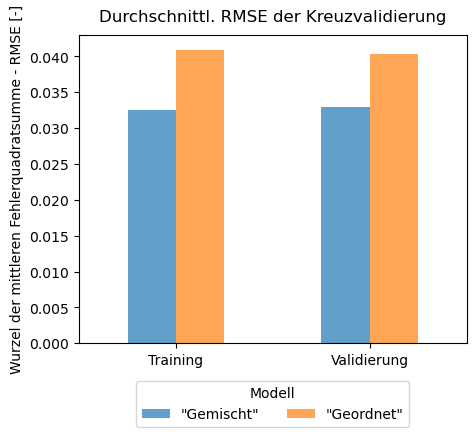 Durchschnittl. RMSE der Kreuzvalidierung
Wurzel der mittleren Fehlerquadratsumme - RMSE [-]
0.040
0.035
0.030
0.025
0.020
0.015
0.010
0.005
0.000
Training Validierung
Modell
"Gemischt" "Geordnet"